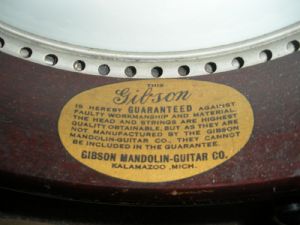 THIS
Gibson
IS HEREBY GUARANTEED AGAINST
FAULTY WORKMANSHIP AND MATERIAL.
THE HEAD AND STRINGS ARE HIGHEST
QUALITY OBTAINABLE, BUT AS THEY ARE
NOT MANUFACTURED BY THE GIBSON
MANDOLIN-GUITAR CO., THEY CANNOT
BE INCLUDED IN THE GUARANTEE.
GIBSON MANDOLIN-GUITAR CO.
KALAMAZOO, MICH.